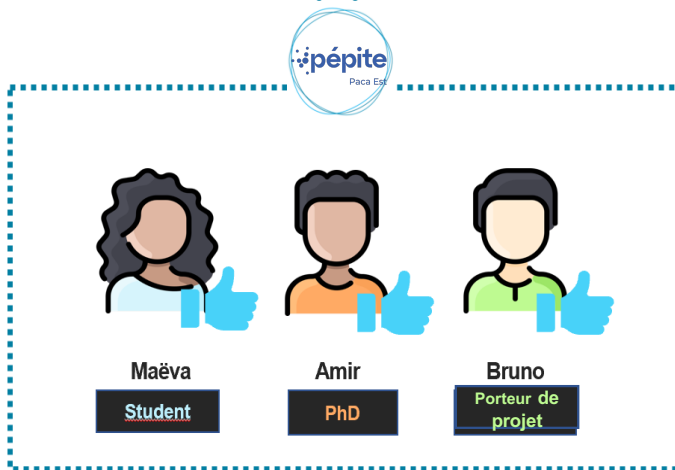 pépite
Paca Est
Maëva
Amir
Bruno
Student
PhD
Porteur de
projet